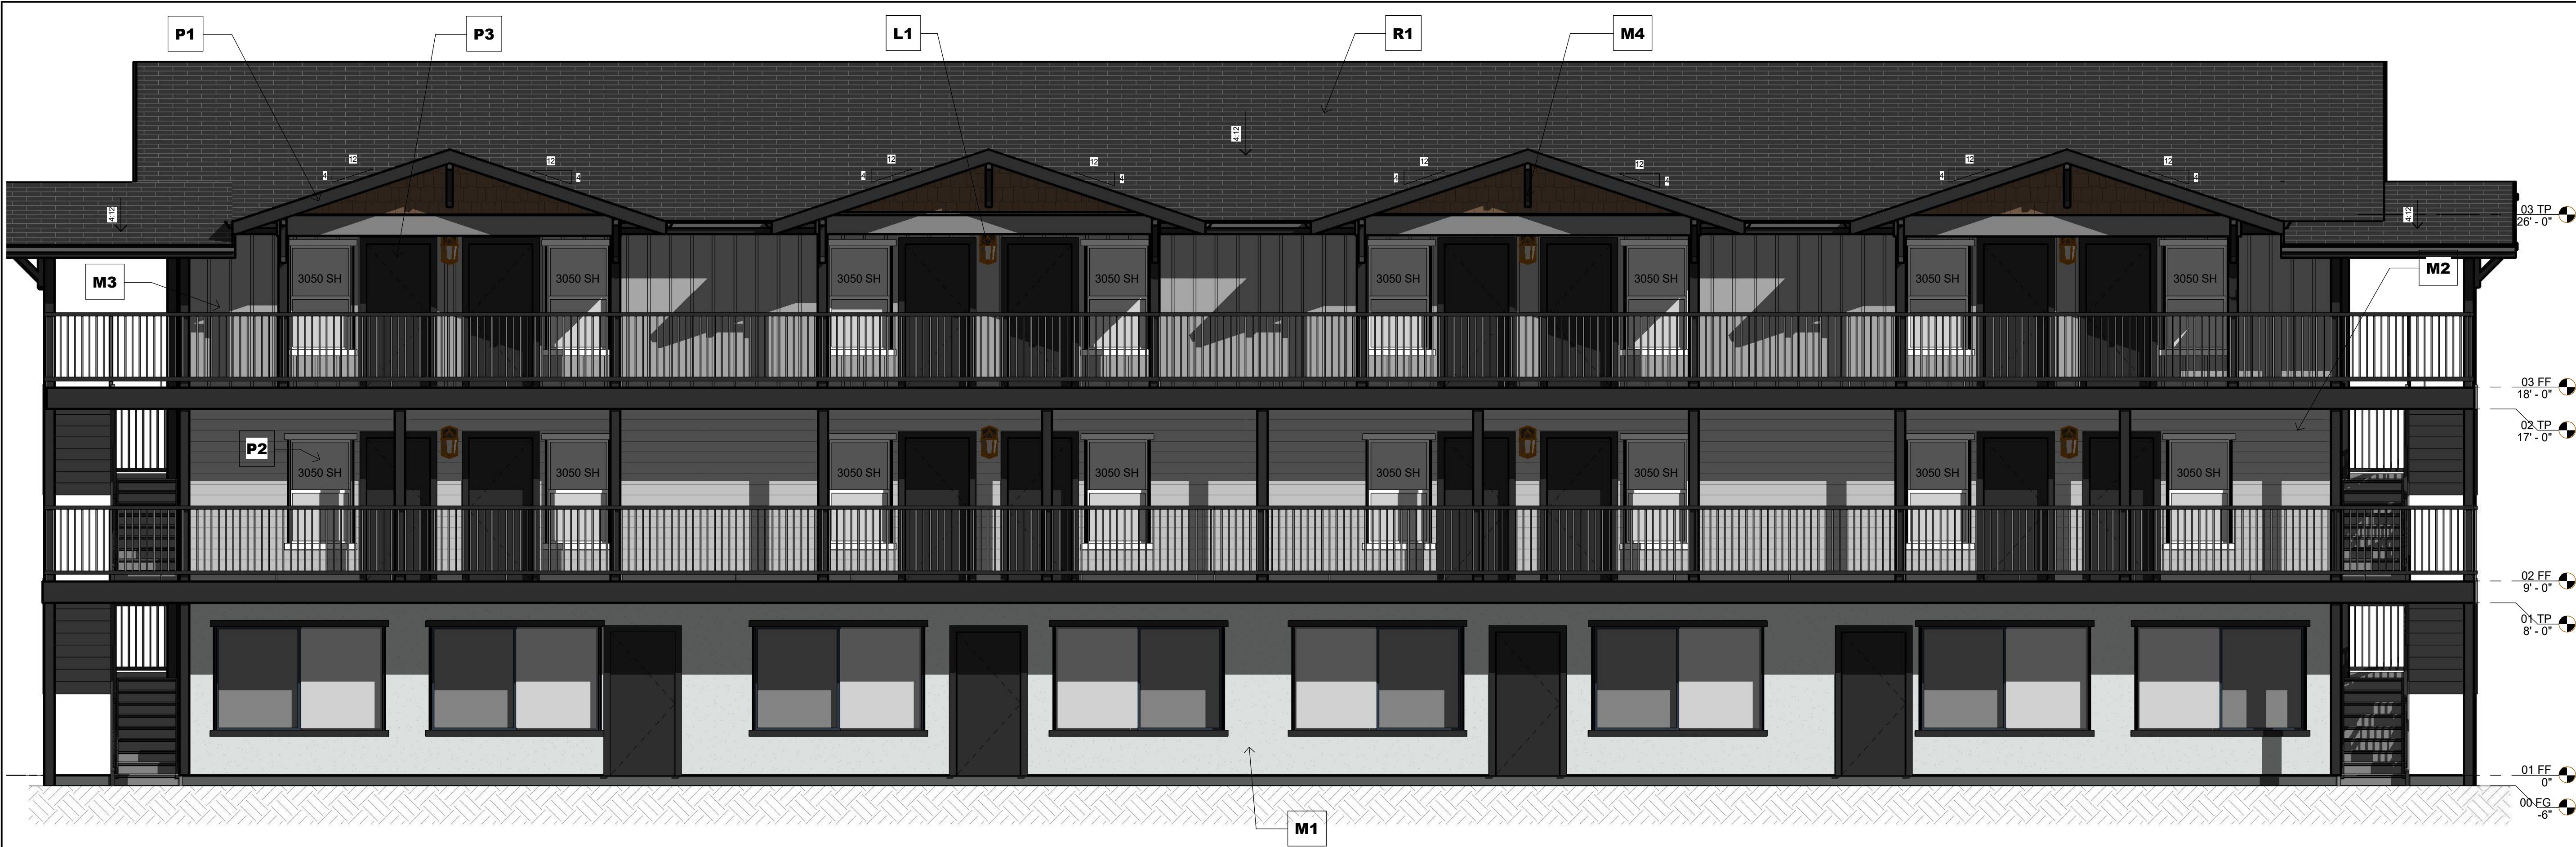 P1
P3
L1
R1
M4
4:12
12
4
12
4
12
4
12
4
12
4
12
4
12
4
12
4
4:12
4:12
03 TP
26' - 0"
M3
M2
3050 SH
3050 SH
3050 SH
3050 SH
3050 SH
3050 SH
3050 SH
3050 SH
03 FF
18' - 0"
02 TP
17' - 0"
P2
3050 SH
3050 SH
3050 SH
3050 SH
3050 SH
3050 SH
3050 SH
3050 SH
02 FF
9' - 0"
01 TP
8' - 0"
01 FF
0"
00 FG
-6"
M1